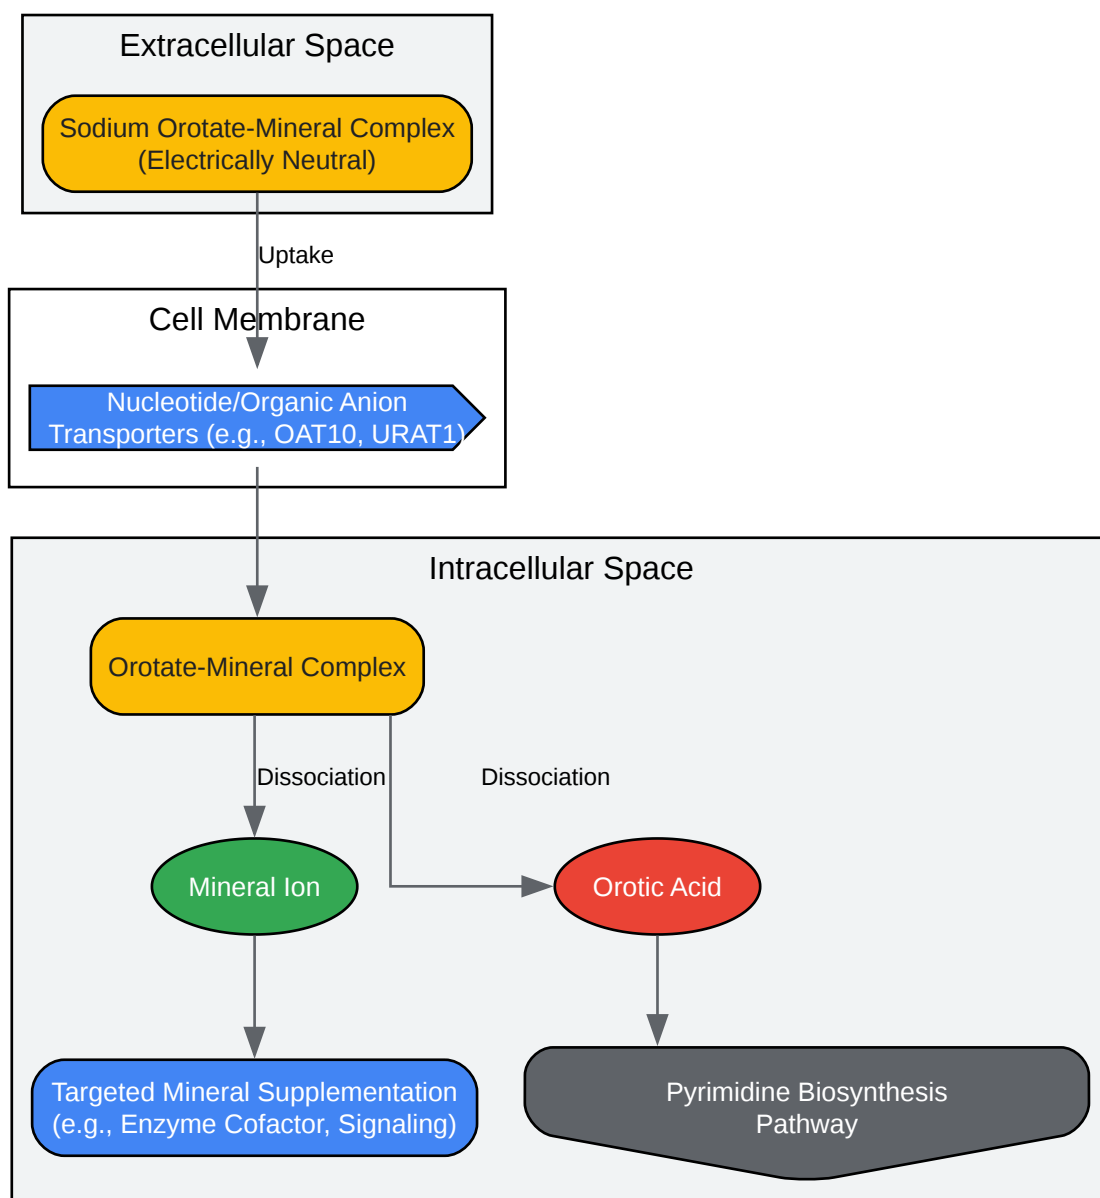 Extracellular Space
Sodium Orotate-Mineral Complex
(Electrically Neutral)
Uptake
Cell Membrane
Nucleotide/Organic Anion
Transporters (e.g., OAT10, URAT1)
Intracellular Space
Orotate-Mineral Complex
Dissociation
Dissociation
Mineral Ion
Orotic Acid
Targeted Mineral Supplementation
(e.g., Enzyme Cofactor, Signaling)
Pyrimidine Biosynthesis
Pathway